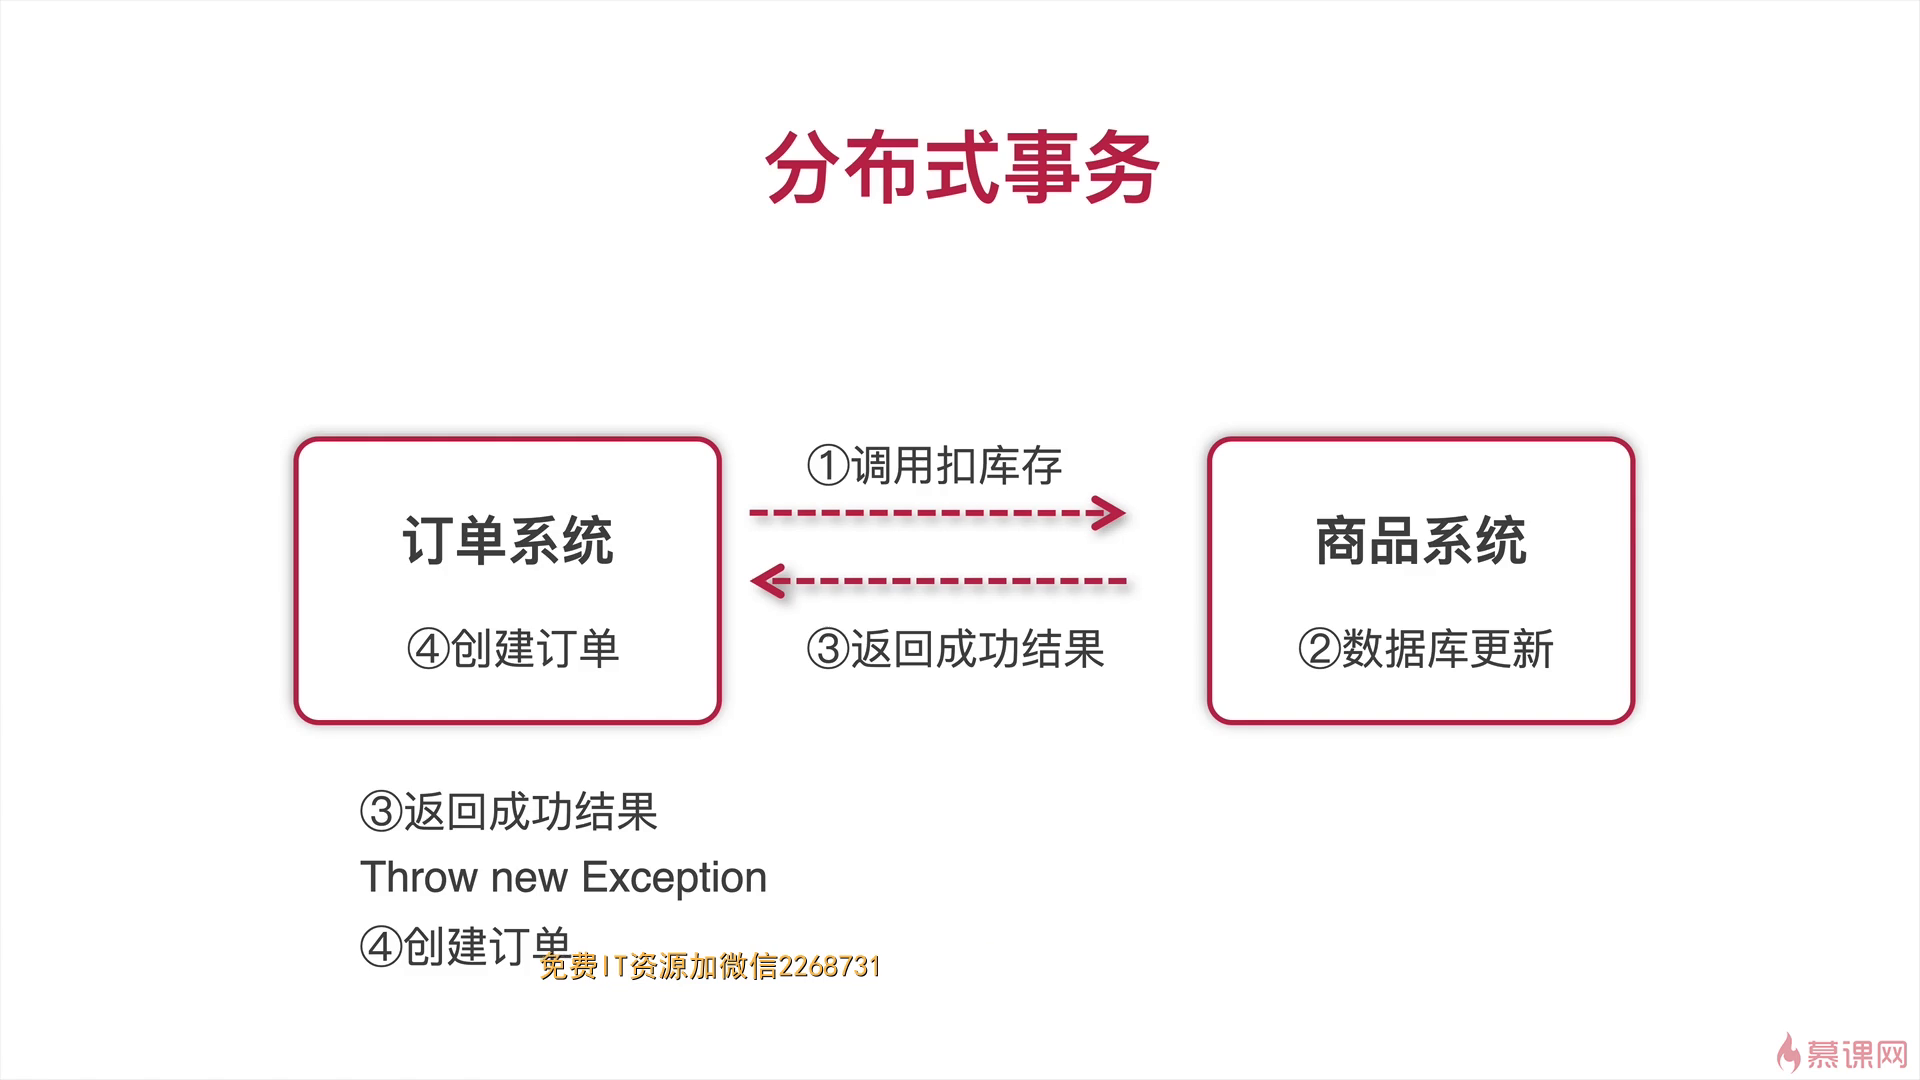 分布式事务
①调用扣库存
订单系统
商品系统
④创建订单
③返回成功结果
②数据库更新
③返回成功结果
Throw new Exception
④创建订单
免费IT资源加微信2268731
慕课网